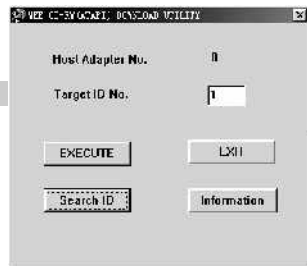 DOWNLOAD UTILITY
Host Adapter No. 0
Target ID No. 1
EXECUTE
Search ID
Information